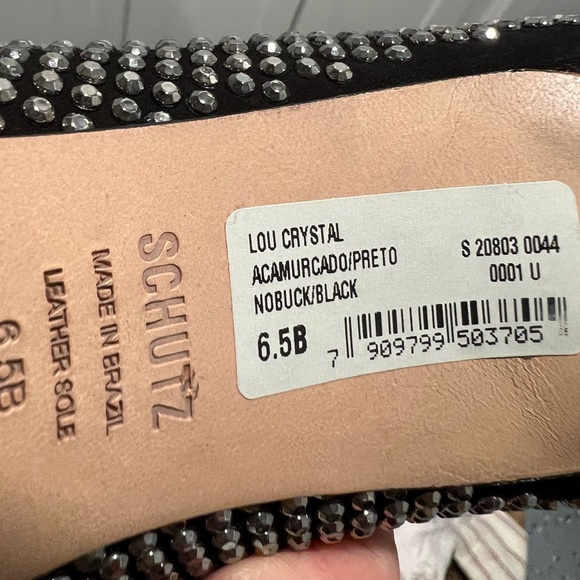 LOU CRYSTAL
ACAMURCADO/PRETO
NOBUCK/BLACK
6.5B
S 20803 0044
0001 U
7 909799 503705
SCHUTZ
MADE IN BRAZIL
LEATHER SOLE
6.5B